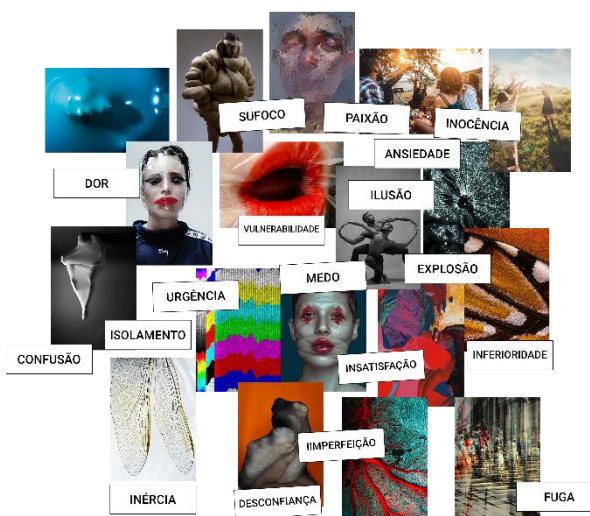 SUFOCO
PAIXÃO
INOCÊNCIA
ANSIEDADE
DOR
ILUSÃO
VULNERABILIDADE
MEDO
EXPLOSÃO
URGÊNCIA
ISOLAMENTO
CONFUSÃO
INSATISFAÇÃO
INFERIORIDADE
IIMPERFEIÇÃO
INÉRCIA
DESCONFIANÇA
FUGA